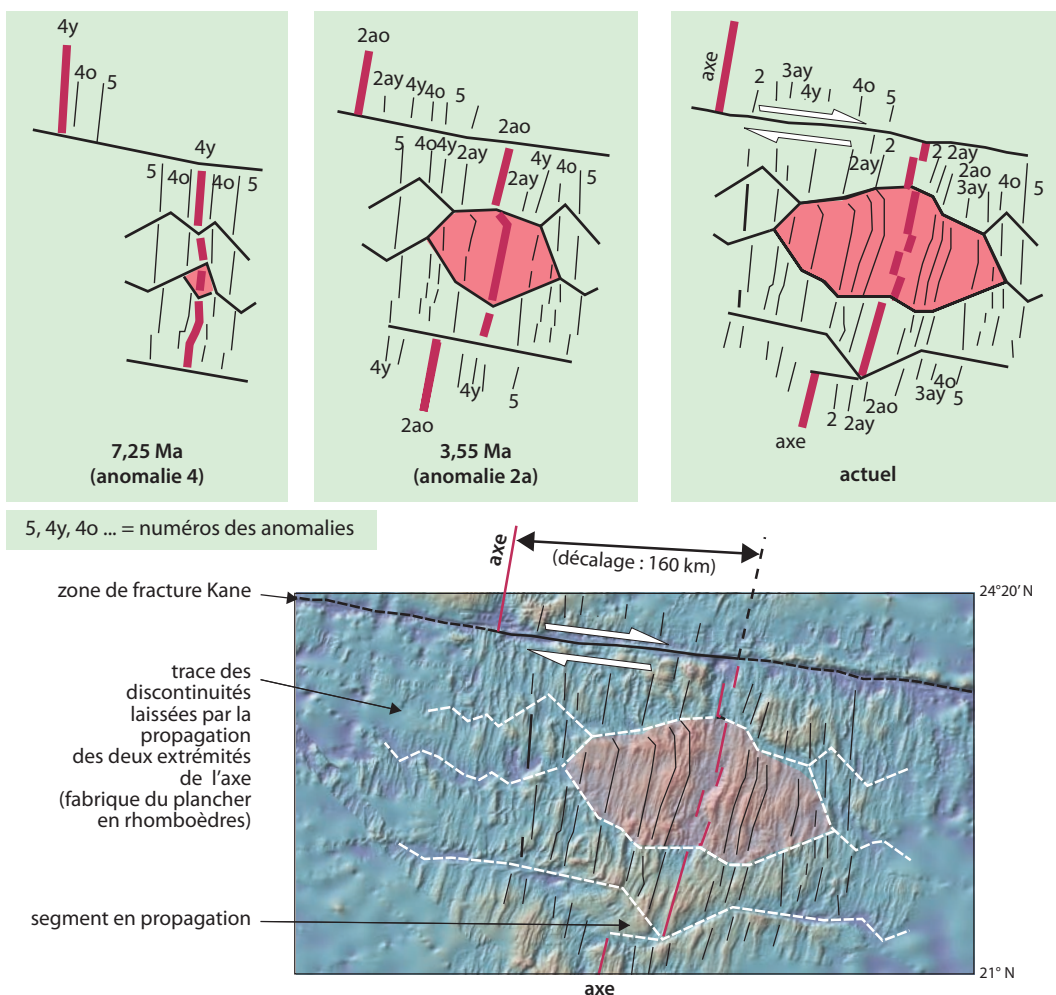 4y
4o
5
4y
5
4o
4o
5
7,25 Ma
(anomalie 4)
2ao
2ay
4y
4o
5
2ao
5
4o
4y
2ay
4y
4o
5
2ay
4y
4y
5
2ao
3,55 Ma
(anomalie 2a)
axe
2
3ay
4y
4o
5
2
2ay
2
2ay
2ao
3ay
4o
5
axe
2
2ay
2ao
3ay
4o
5
actuel
5, 4y, 4o ... = numéros des anomalies
axe
(décalage : 160 km)
zone de fracture Kane
24°20' N
trace des
discontinuités
laissées par la
propagation
des deux extrémités
de l'axe
(fabrique du plancher
en rhomboèdres)
segment en propagation
21° N
axe